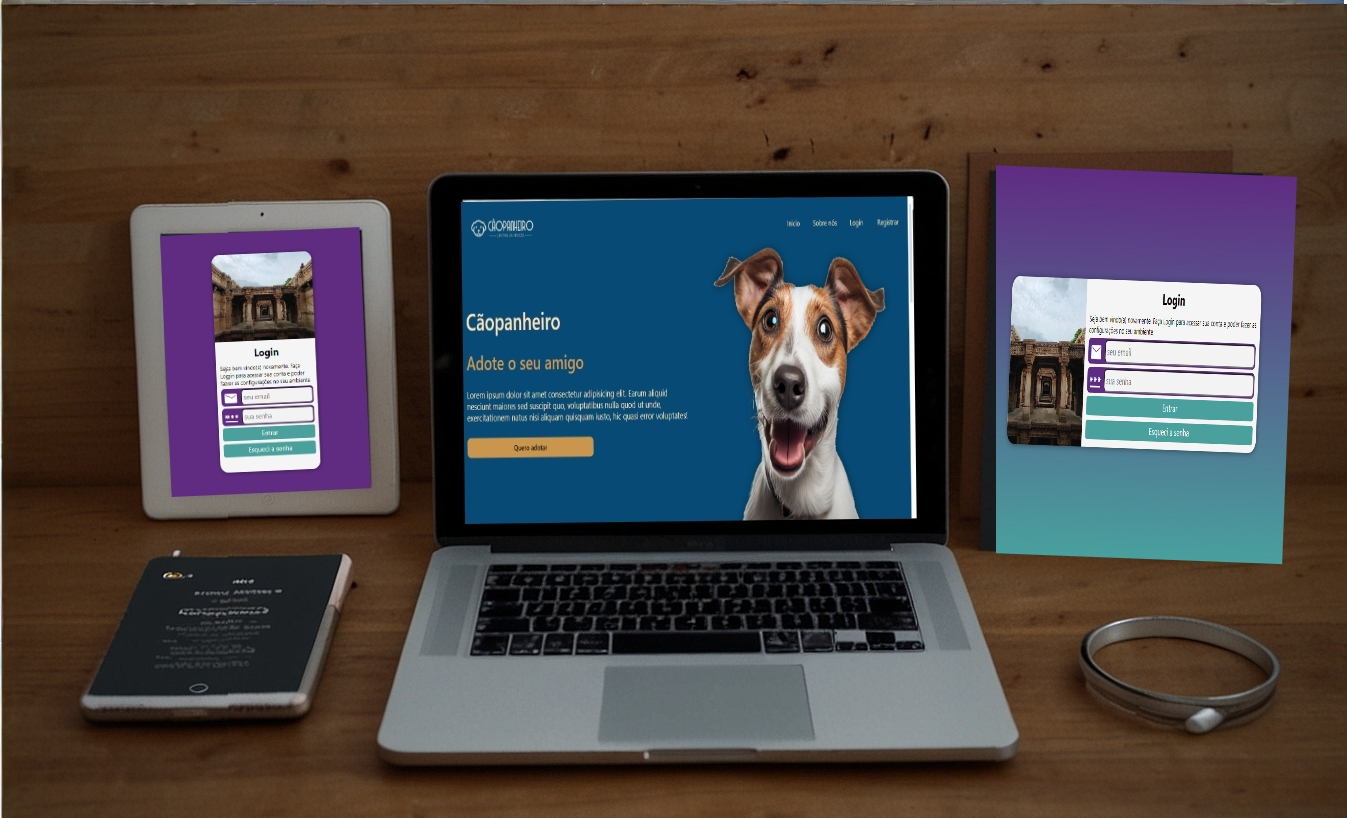 Login
Seja bem vindo(a) novamente. Faça
Login para acessar sua conta e poder
fazer as configurações no seu ambiente
seu email
sua senha
Entrar
Esqueci a senha
CÃOPANHEIRO
Início Sobre nós Login Registrar
Cãopanheiro
Adote o seu amigo
Lorem ipsum dolor sit amet consectetur adipisicing elit. Earum aliquid
nesciunt maiores sed suscipit quo, voluptatibus nulla quod ut unde,
exercitationem natus nisi aliquam quisquam iusto, hic quasi error voluptates!
Quero adotar
Login
Seja bem vindo(a) novamente. Faça Login para acessar sua conta e poder fazer as
configurações no seu ambiente
seu email
sua senha
Entrar
Esqueci a senha